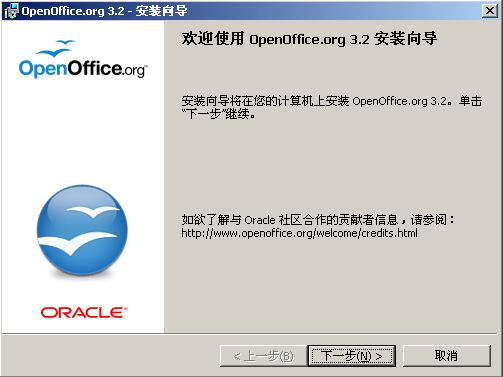 OpenOffice.org 3.2 - 安装向导
OpenOffice.org™
欢迎使用 OpenOffice.org 3.2 安装向导
安装向导将在您的计算机上安装 OpenOffice.org 3.2。单击
“下一步”继续。
如欲了解与 Oracle 社区合作的贡献者信息，请参阅：
http://www.openoffice.org/welcome/credits.html
ORACLE®
< 上一步(B)
下一步(N) >
取消